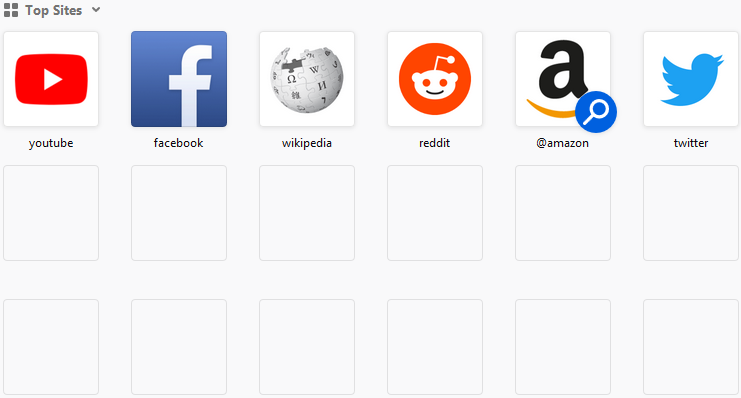 Top Sites
youtube
facebook
wikipedia
reddit
@amazon
twitter